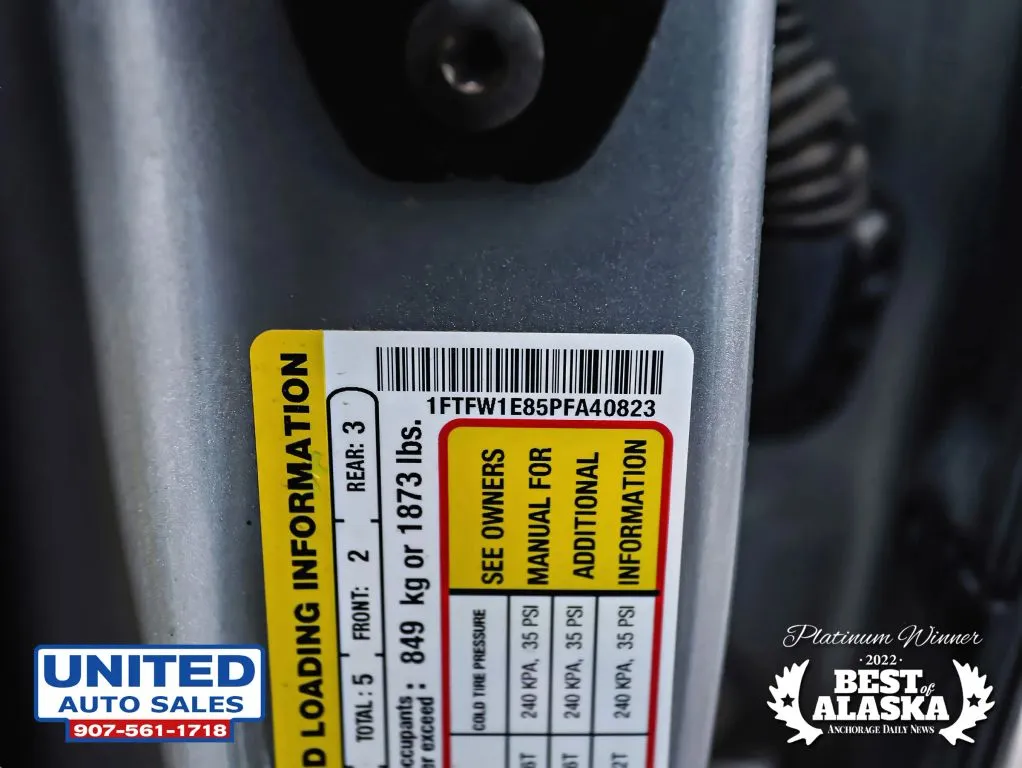 1FTFW1E85PFA40823
D LOADING INFORMATION
TOTAL : 5 FRONT: 2 REAR: 3
ccupants
er exceed : 849 kg or 1873 lbs.
SEE OWNERS
MANUAL FOR
ADDITIONAL
INFORMATION
COLD TIRE PRESSURE
240 KPA, 35 PSI
240 KPA, 35 PSI
240 KPA, 35 PSI
UNITED
AUTO SALES
907-561-1718
Platinum Winner
·2022·
BEST of
ALASKA
ANCHORAGE DAILY NEWS